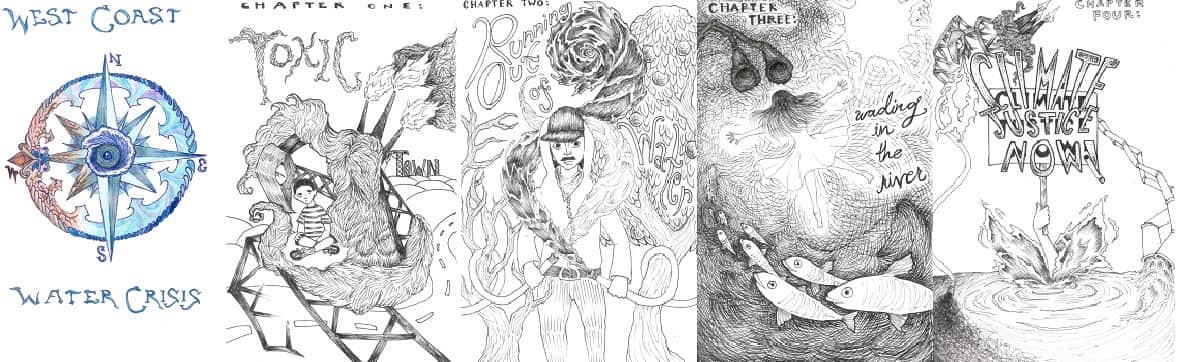 WEST COAST
N
W
E
S
WATER CRISIS
CHAPTER ONE:
TOXIC
TOWN
CHAPTER TWO:
Running
Out
of
Water
CHAPTER
THREE:
wading
in
the
river
CHAPTER
FOUR:
CLIMATE
JUSTICE
NOW!